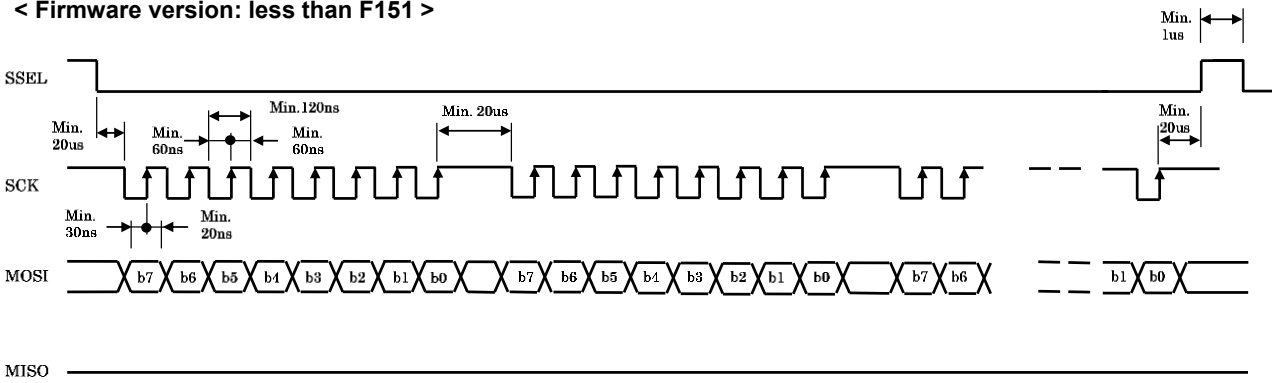 < Firmware version: less than F151 >
Min.
1us
SSEL
Min.
20us
Min.
60ns
Min.120ns
Min.
60ns
Min. 20us
Min.
20us
SCK
Min.
30ns
Min.
20ns
MOSI
b7 b6 b5 b4 b3 b2 b1 b0 b7 b6 b5 b4 b3 b2 b1 b0 b7 b6 b1 b0
MISO